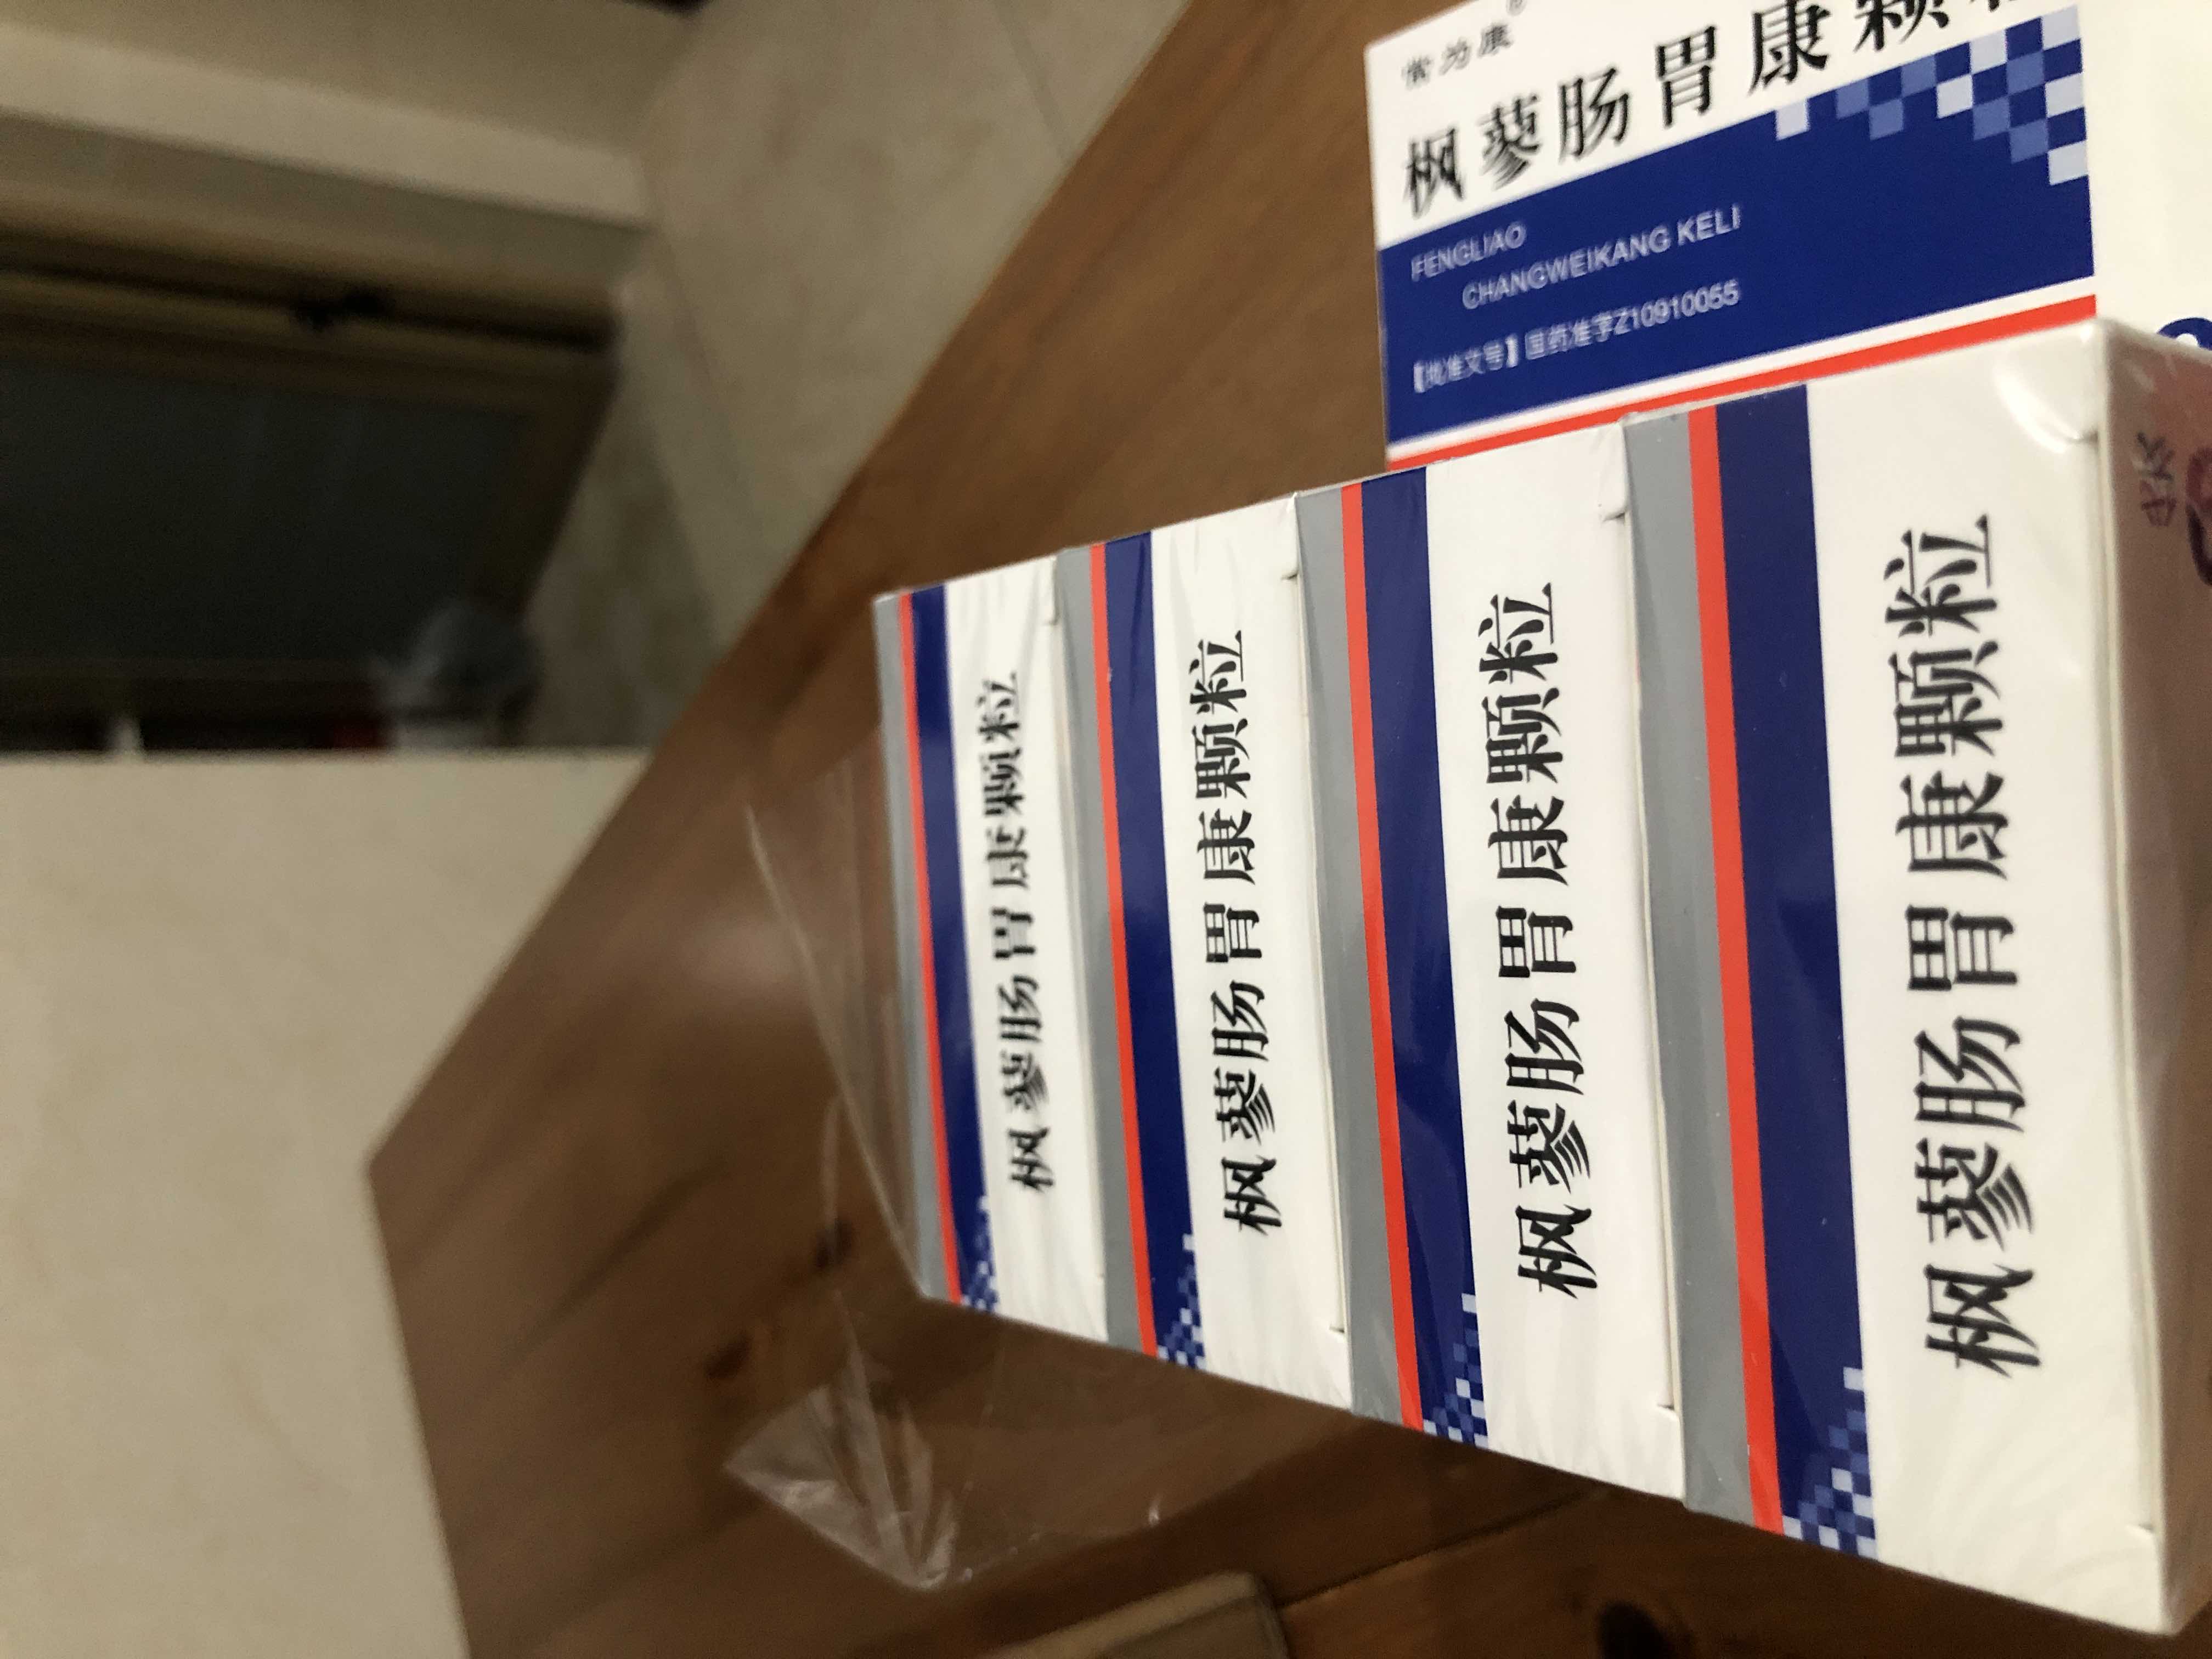 常为康®
枫蓼肠胃康颗粒
FENGLIAO
CHANGWEIKANG KELI
【批准文号】国药准字Z10910055
枫蓼肠胃康颗粒
枫蓼肠胃康颗粒
枫蓼肠胃康颗粒
枫蓼肠胃康颗粒